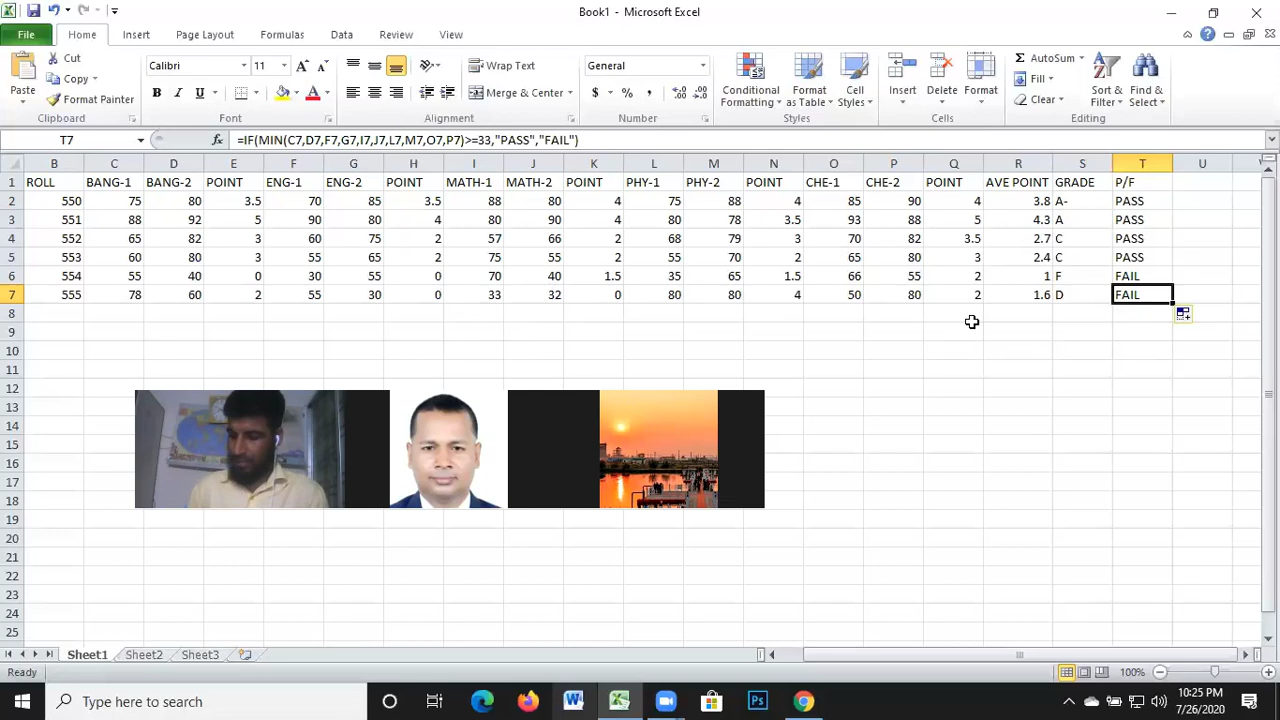 Book1 - Microsoft Excel
File Home Insert Page Layout Formulas Data Review View
Paste Cut Copy Format Painter Clipboard
Calibri 11 B I U A Font
Wrap Text Merge & Center Alignment
General $ % , Number
Conditional Formatting Format as Table Cell Styles Styles
Insert Delete Format Cells
Σ AutoSum Fill Clear Sort & Filter Find & Select Editing
T7 fx =IF(MIN(C7,D7,F7,G7,I7,J7,L7,M7,O7,P7)>=33,"PASS","FAIL")
B C D E F G H I J K L M N O P Q R S T U
1 ROLL BANG-1 BANG-2 POINT ENG-1 ENG-2 POINT MATH-1 MATH-2 POINT PHY-1 PHY-2 POINT CHE-1 CHE-2 POINT AVE POINT GRADE P/F
2 550 75 80 3.5 70 85 3.5 88 80 4 75 88 4 85 90 4 3.8 A- PASS
3 551 88 92 5 90 80 4 80 90 4 80 78 3.5 93 88 5 4.3 A PASS
4 552 65 82 3 60 75 2 57 66 2 68 79 3 70 82 3.5 2.7 C PASS
5 553 60 80 3 55 65 2 75 55 2 55 70 2 65 80 3 2.4 C PASS
6 554 55 40 0 30 55 0 70 40 1.5 35 65 1.5 66 55 2 1 F FAIL
7 555 78 60 2 55 30 0 33 32 0 80 80 4 50 80 2 1.6 D FAIL
8
9
10
11
12
13
14
15
16
17
18
19
20
21
22
23
24
25
Sheet1 Sheet2 Sheet3
Ready 100%
Type here to search
10:25 PM
7/26/2020